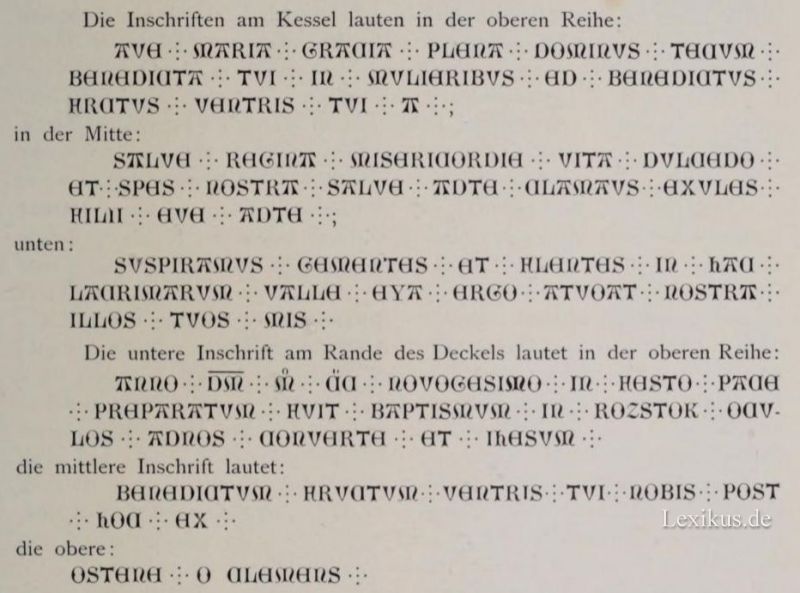 Die Inschriften am Kessel lauten in der oberen Reihe:
AVE ·:· MARIA ·:· GRACIA ·:· PLENA ·:· DOMINVS ·:· TECVM ·:·
BENEDICTA ·:· TVI ·:· IN ·:· MVLIERIBVS ·:· ED ·:· BENEDICTVS ·:·
FRCTVS ·:· VENTRIS ·:· TVI ·:· A ·:·;
in der Mitte:
SALVE ·:· REGINA ·:· MISERICORDIE ·:· VITA ·:· DVLCEDO ·:·
ET ·:· SPES ·:· NOSTRA ·:· SALVE ·:· ADTE ·:· CLAMAVS ·:· EXVLES ·:·
FILII ·:· EVE ·:· ADTE ·:·;
unten:
SVSPIRAMVS ·:· GEMENTES ·:· ET ·:· FLENTES ·:· IN ·:· hAC ·:·
LACRIMARVM ·:· VALLE ·:· EYA ·:· ERGO ·:· ATVOAT ·:· NOSTRA ·:·
ILLOS ·:· TVOS ·:· MIS ·:·
Die untere Inschrift am Rande des Deckels lautet in der oberen Reihe:
ANNO ·:· DM ·:· M̊ ·:· C̊C ·:· NOVOGESIMO ·:· IN ·:· FESTO ·:· PACE
·:· PREPARATVM ·:· FVIT ·:· BAPTISMVM ·:· IN ·:· ROZSTOK ·:· OCV-
LOS ·:· ADNOS ·:· CONVERTE ·:· ET ·:· IhESVM ·:·
die mittlere Inschrift lautet:
BENEDICTVM ·:· FRVCTVM ·:· VENTRIS ·:· TVI ·:· NOBIS ·:· POST
·:· hOC ·:· EX ·:·
Lexikus.de
die obere:
OSTENE ·:· O CLEMENS ·:·